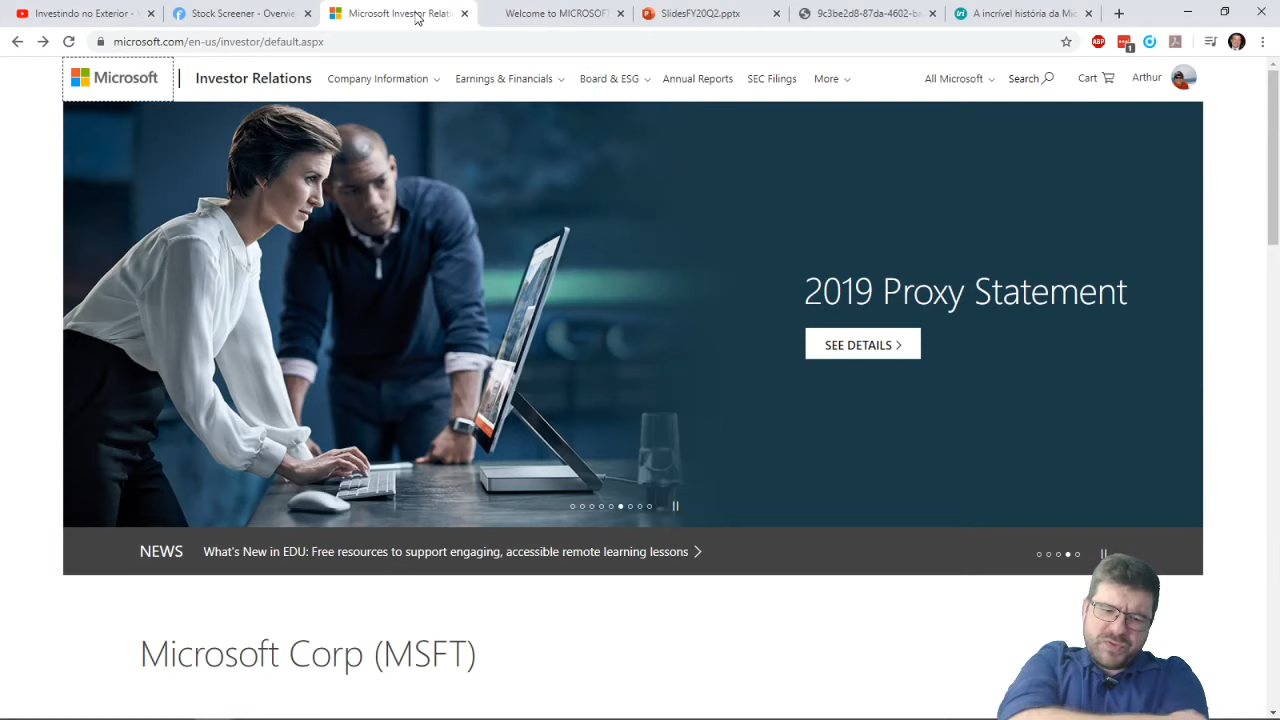 Investindo no Exterior -
Stock Screener - Overvie
Microsoft Investor Relati
Welcome to MICROSOFT
SlidesFY20Q2.pptx
9c3be2d8-87da-4602-ba
A incrível história da Mic
microsoft.com/en-us/investor/default.aspx
ABP
1
Microsoft
Investor Relations
Company Information
Earnings & Financials
Board & ESG
Annual Reports
SEC Filings
More
All Microsoft
Search
Cart
Arthur
2019 Proxy Statement
SEE DETAILS
NEWS
What's New in EDU: Free resources to support engaging, accessible remote learning lessons
Microsoft Corp (MSFT)